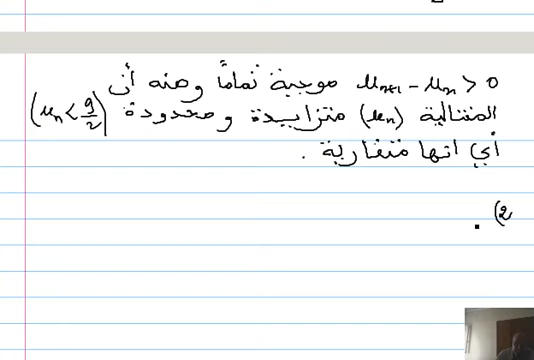 u_{n+1} - u_n > 0 موجبة تماماً ومنه أن
المتتالية (u_n) متزايدة ومحدودة (u_n < 9/2)
أي انها متقاربة .
2)